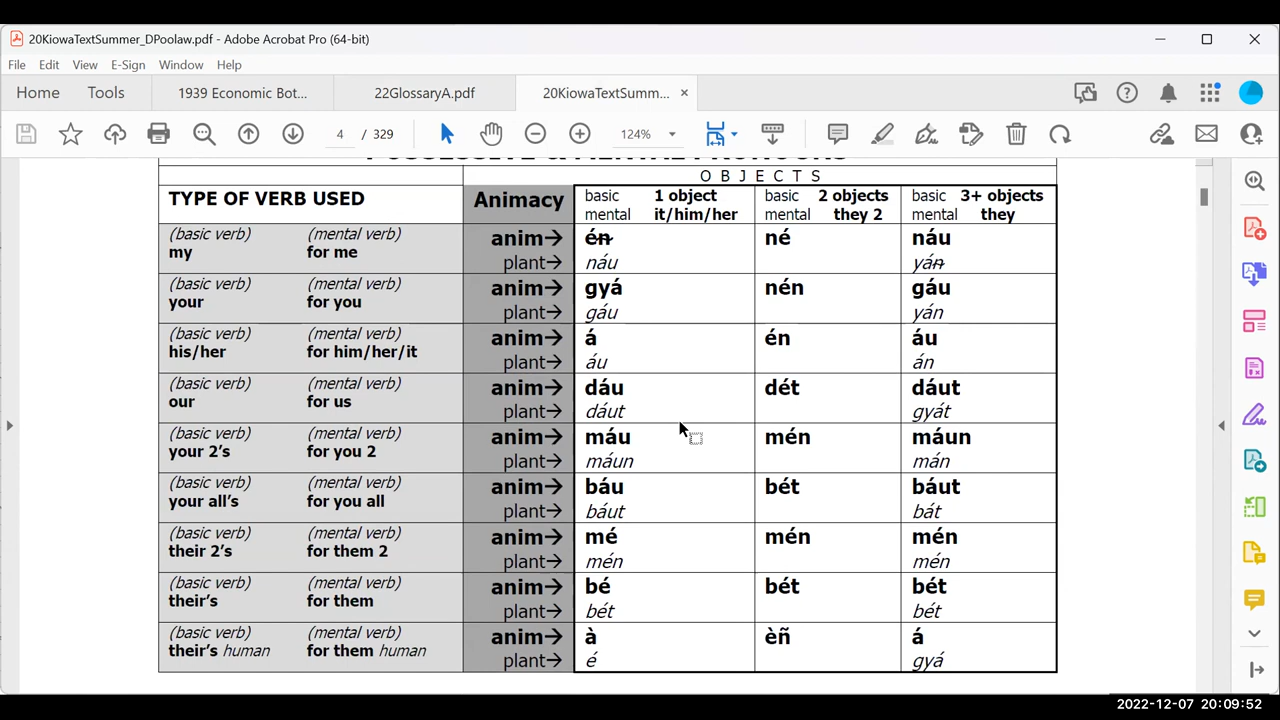 20KiowaTextSummer_DPoolaw.pdf - Adobe Acrobat Pro (64-bit)
File Edit View E-Sign Window Help
Home Tools 1939 Economic Bot... 22GlossaryA.pdf 20KiowaTextSumm... ×
4 / 329 124%
POSSESSIVE & MENTAL PRONOUNS
O B J E C T S
TYPE OF VERB USED Animacy basic 1 object basic 2 objects basic 3+ objects
mental it/him/her mental they 2 mental they
(basic verb) (mental verb) anim→ én né náu
my for me plant→ náu yán
(basic verb) (mental verb) anim→ gyá nén gáu
your for you plant→ gáu yán
(basic verb) (mental verb) anim→ á én áu
his/her for him/her/it plant→ áu án
(basic verb) (mental verb) anim→ dáu dét dáut
our for us plant→ dáut gyát
(basic verb) (mental verb) anim→ máu mén máun
your 2's for you 2 plant→ máun mán
(basic verb) (mental verb) anim→ báu bét báut
your all's for you all plant→ báut bát
(basic verb) (mental verb) anim→ mé mén mén
their 2's for them 2 plant→ mén mén
(basic verb) (mental verb) anim→ bé bét bét
their's for them plant→ bét bét
(basic verb) (mental verb) anim→ à èñ á
their's human for them human plant→ é gyá
2022-12-07 20:09:52